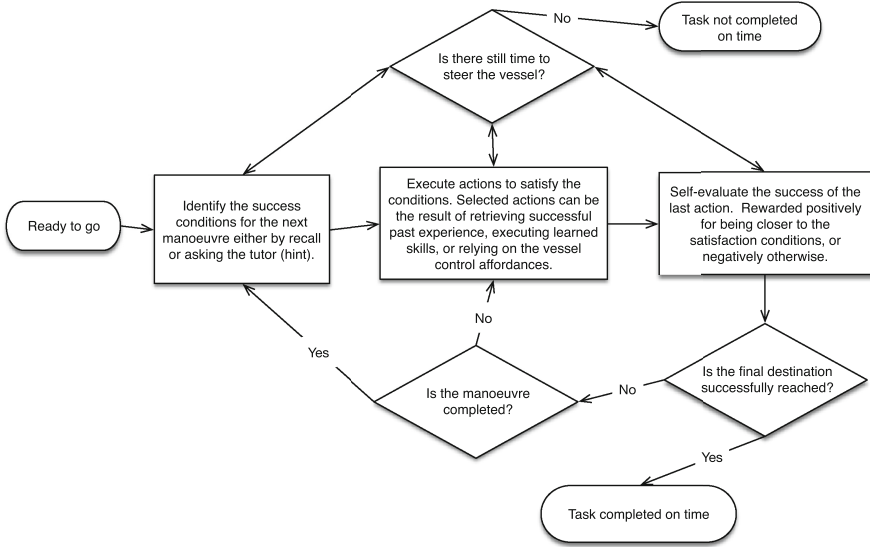 No
Task not completed
on time
Is there still time to
steer the vessel?
Ready to go
Identify the success
conditions for the next
manoeuvre either by recall
or asking the tutor (hint).
Execute actions to satisfy the
conditions. Selected actions can be
the result of retrieving successful
past experience, executing learned
skills, or relying on the vessel
control affordances.
Self-evaluate the success of the
last action. Rewarded positively
for being closer to the
satisfaction conditions, or
negatively otherwise.
No
Yes
Is the manoeuvre
completed?
No
Is the final destination
successfully reached?
Yes
Task completed on time